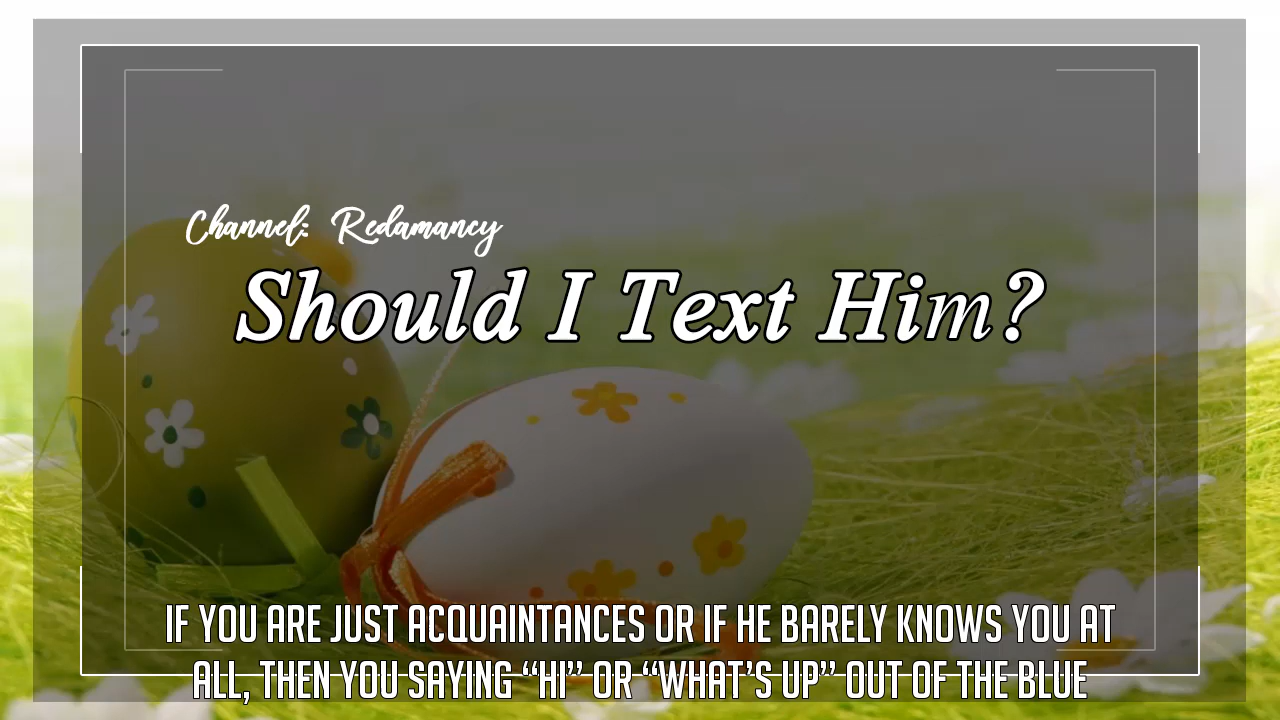 Channel: Redamancy
Should I Text Him?
IF YOU ARE JUST ACQUAINTANCES OR IF HE BARELY KNOWS YOU AT
ALL, THEN YOU SAYING “HI” OR “WHAT’S UP” OUT OF THE BLUE